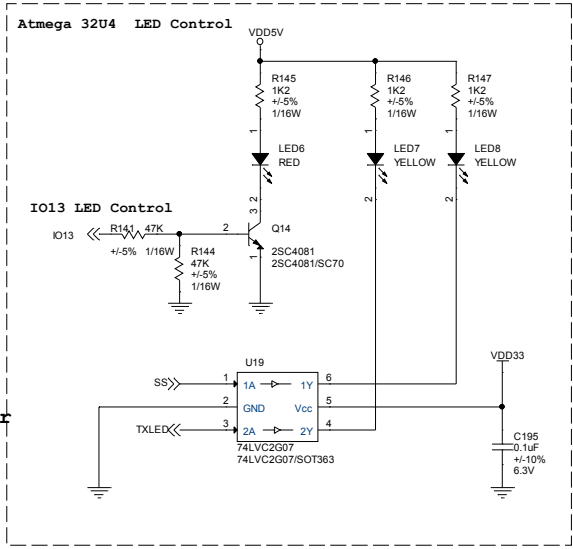 Atmega 32U4 LED Control
VDD5V
R145
1K2
+/-5%
1/16W
R146
1K2
+/-5%
1/16W
R147
1K2
+/-5%
1/16W
1
1
1
LED6
RED
LED7
YELLOW
LED8
YELLOW
2
2
2
IO13 LED Control
3
IO13
R141
47K
2
Q14
+/-5%
1/16W
R144
47K
+/-5%
1/16W
1
2SC4081
2SC4081/SC70
U19
VDD33
SS
1
1A
1Y
6
2
GND
Vcc
5
r
TXLED
3
2A
2Y
4
74LVC2G07
74LVC2G07/SOT363
C195
0.1uF
+/-10%
6.3V